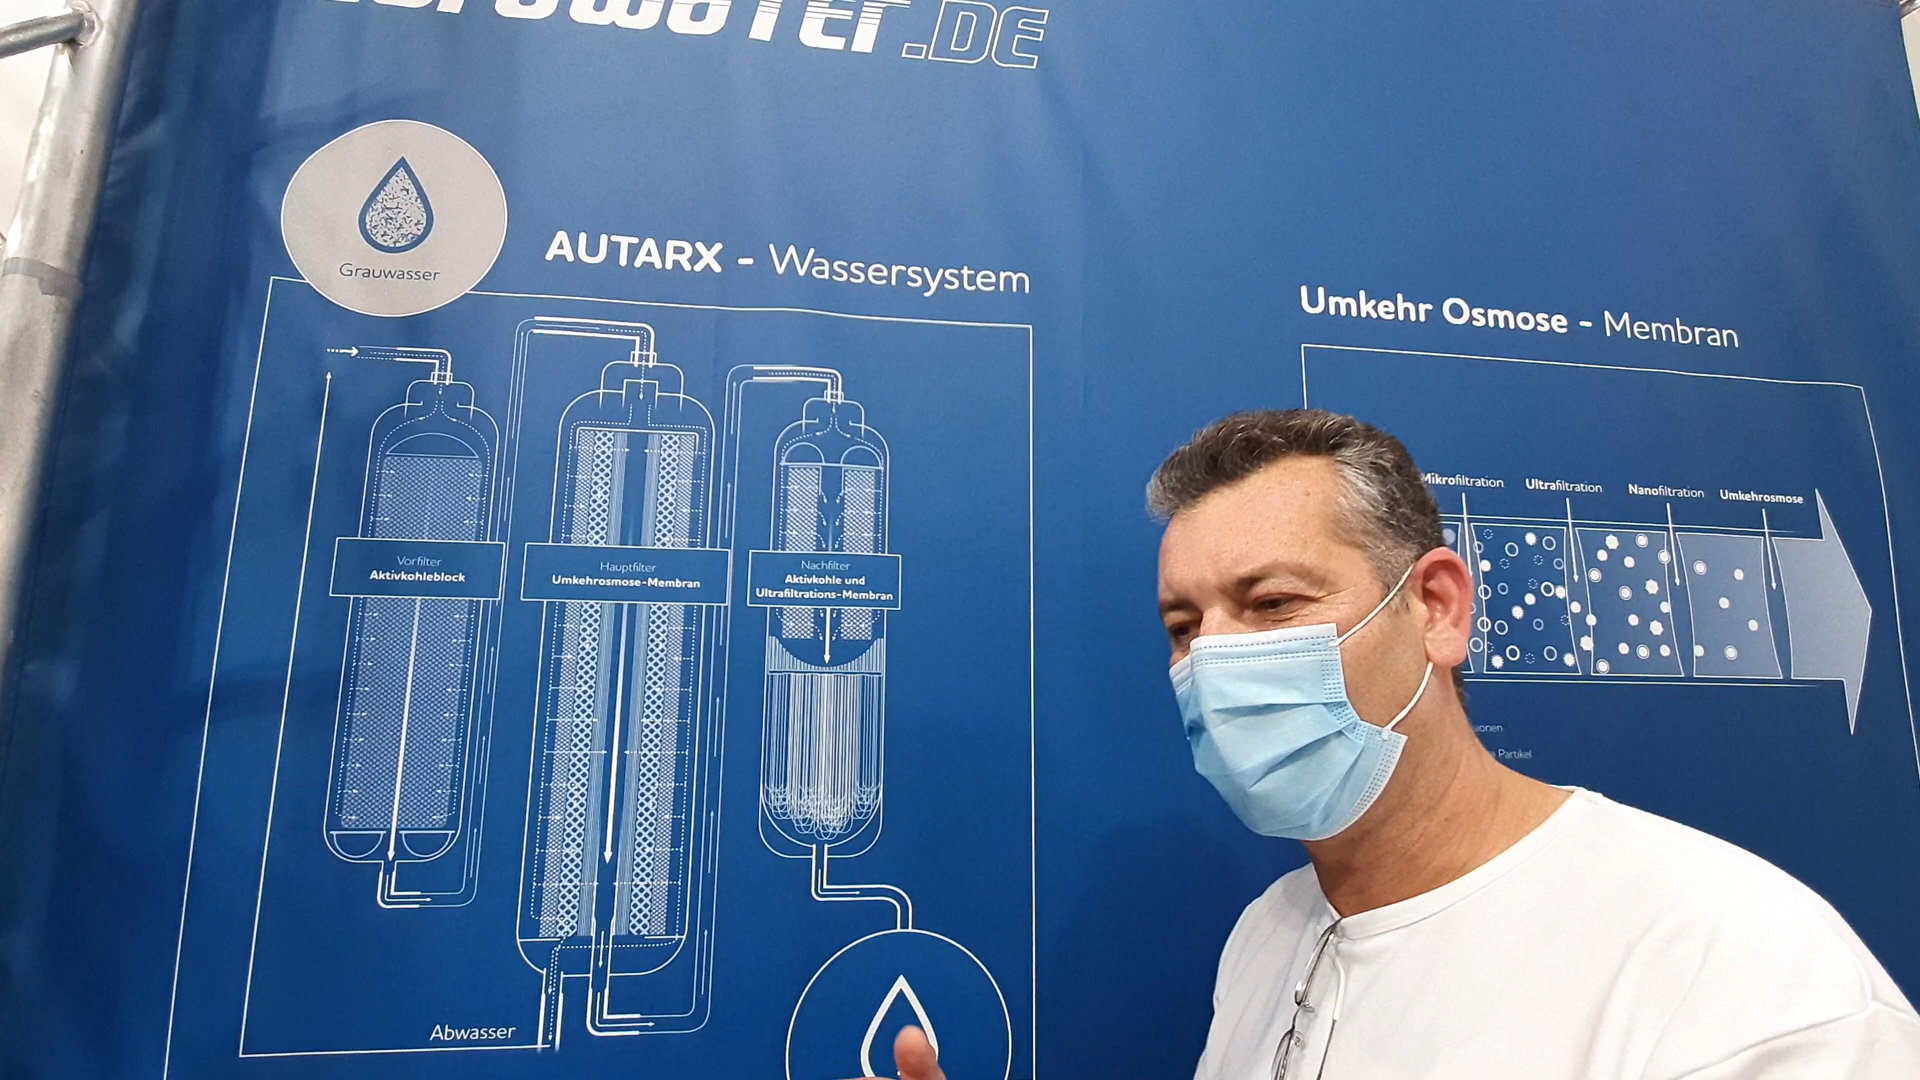 .DE
Grauwasser
AUTARX - Wassersystem
Umkehr Osmose - Membran
Mikrofiltration
Ultrafiltration
Nanofiltration
Umkehrosmose
Vorfilter
Aktivkohleblock
Hauptfilter
Umkehrosmose-Membran
Nachfilter
Aktivkohle und
Ultrafiltrations-Membran
Partikel
Abwasser